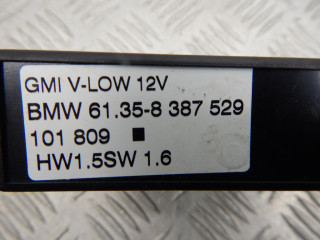 GMI V-LOW 12V
BMW 61.35-8 387 529
101 809 ■
HW1.5SW 1.6